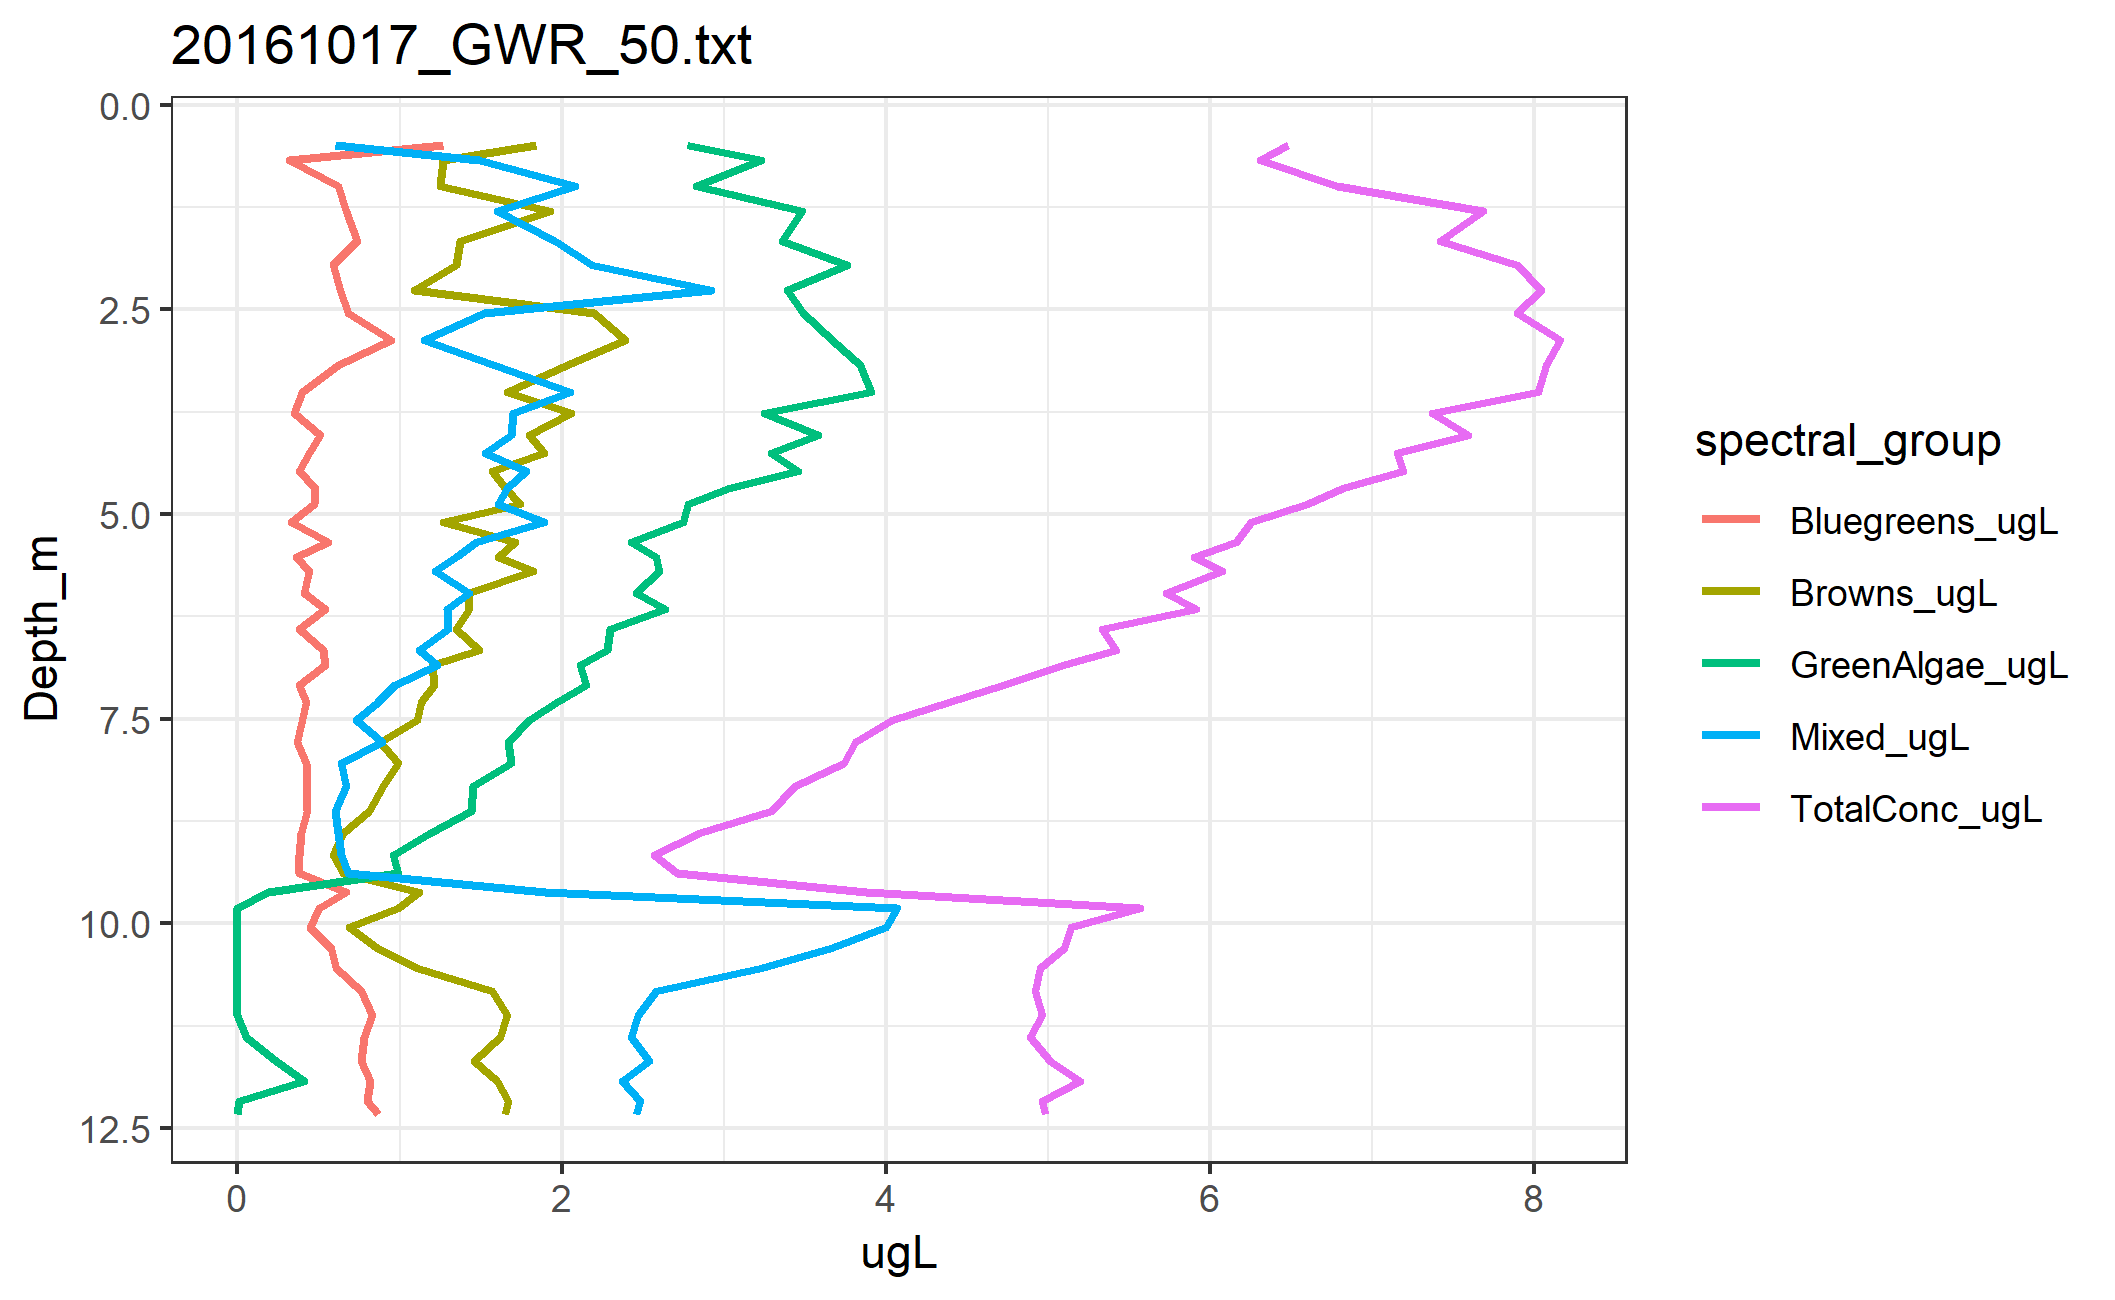 20161017_GWR_50.txt
0.0
2.5
5.0
7.5
10.0
12.5
Depth_m
0 2 4 6 8
ugL
spectral_group
Bluegreens_ugL
Browns_ugL
GreenAlgae_ugL
Mixed_ugL
TotalConc_ugL